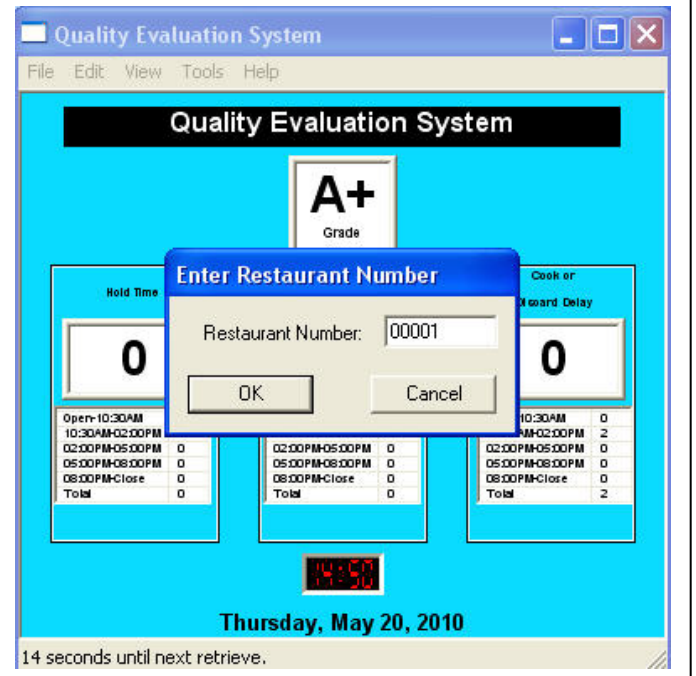 Quality Evaluation System
File Edit View Tools Help
Quality Evaluation System
A+
Grade
Enter Restaurant Number
Restaurant Number: 00001
OK Cancel
Hold Time
0
Open-10:30AM
10:30AM-02:00PM
02:00PM-05:00PM 0
05:00PM-08:00PM 0
08:00PM-Close 0
Total 0
02:00PM-05:00PM 0
05:00PM-08:00PM 0
08:00PM-Close 0
Total 0
Cook or
Delay
0
10:30AM 0
02:00PM 2
02:00PM-05:00PM 0
05:00PM-08:00PM 0
08:00PM-Close 0
Total 2
14:50
Thursday, May 20, 2010
14 seconds until next retrieve.